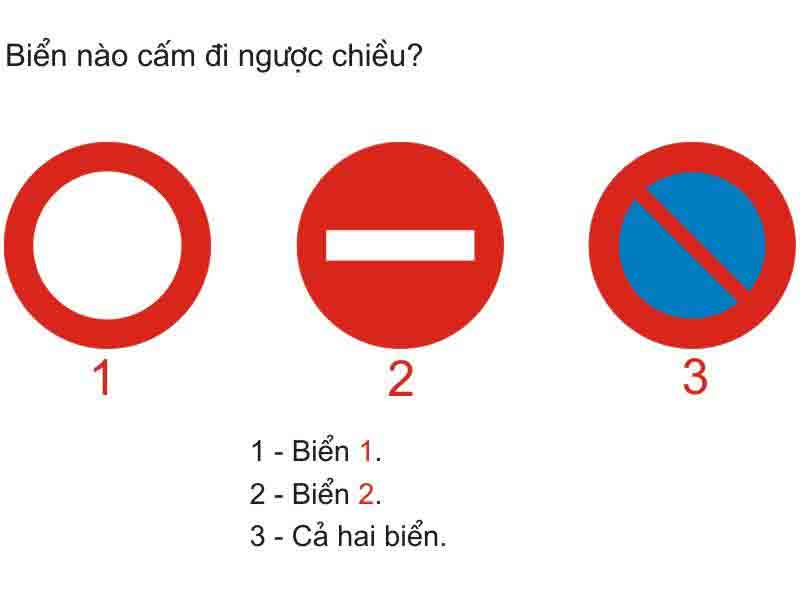 Biển nào cấm đi ngược chiều?
1 2 3
1 - Biển 1.
2 - Biển 2.
3 - Cả hai biển.